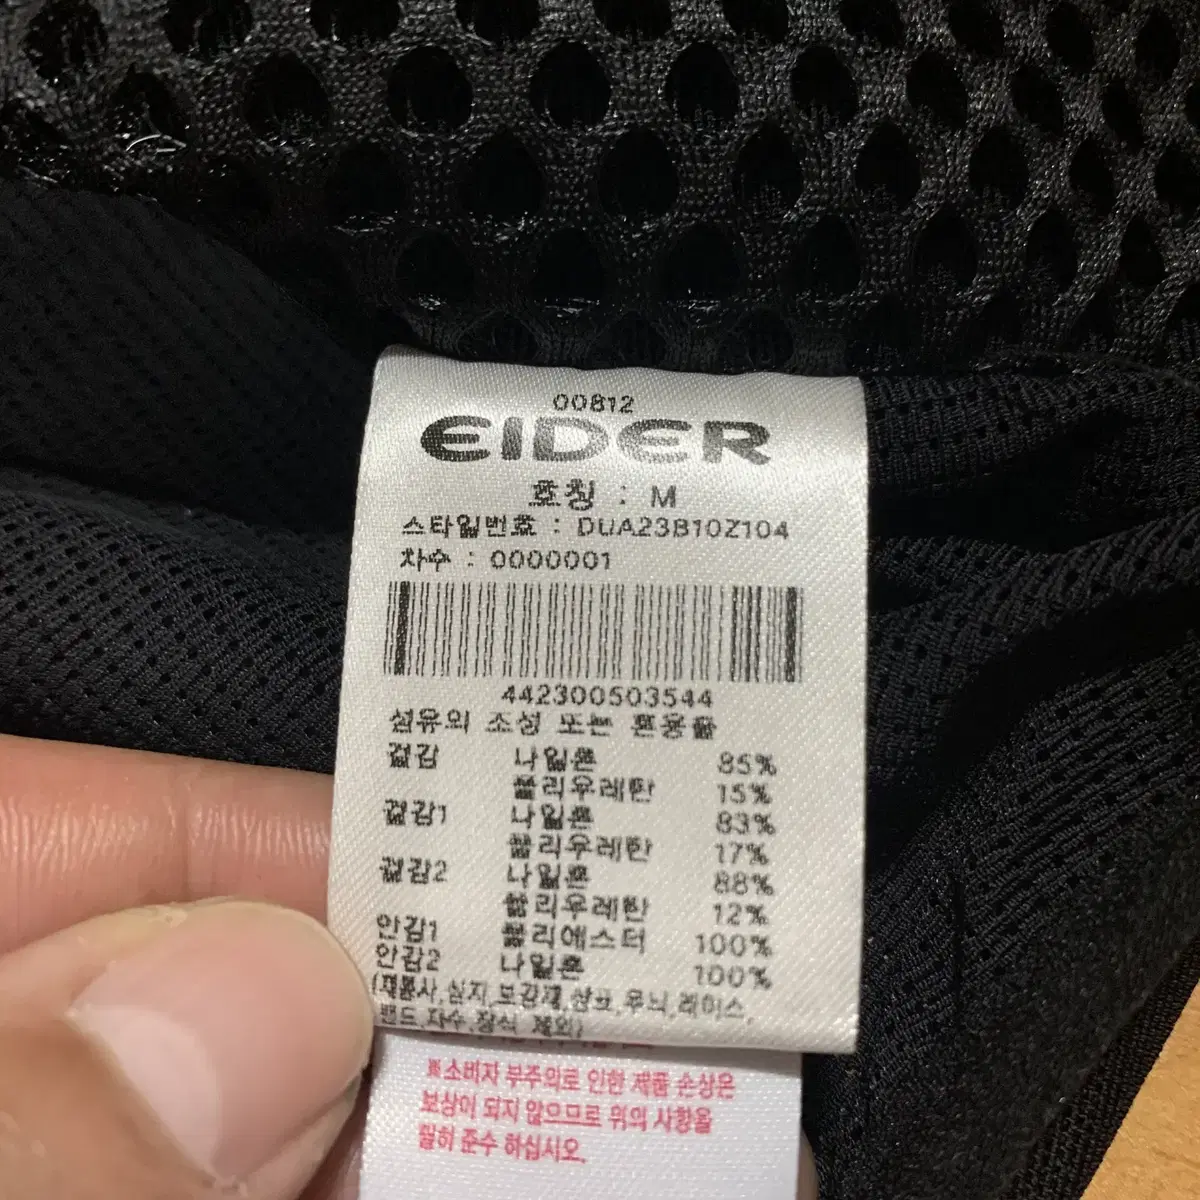 00812
EIDER
호칭 : M
스타일번호 : DUA23B10Z104
차수 : 0000001
442300503544
섬유의 소성 또는 혼용율
겉감 나일론 85%
폴리우레탄 15%
겉감1 나일론 83%
폴리우레탄 17%
겉감2 나일론 88%
폴리우레탄 12%
안감1 폴리에스터 100%
안감2 나일론 100%
(재봉사,심지,보강재,상표,무늬,레이스,
밴드,자수,장식 제외)
※소비자 부주의로 인한 제품 손상은
보상이 되지 않으므로 위의 사항을
필히 준수 하십시오.